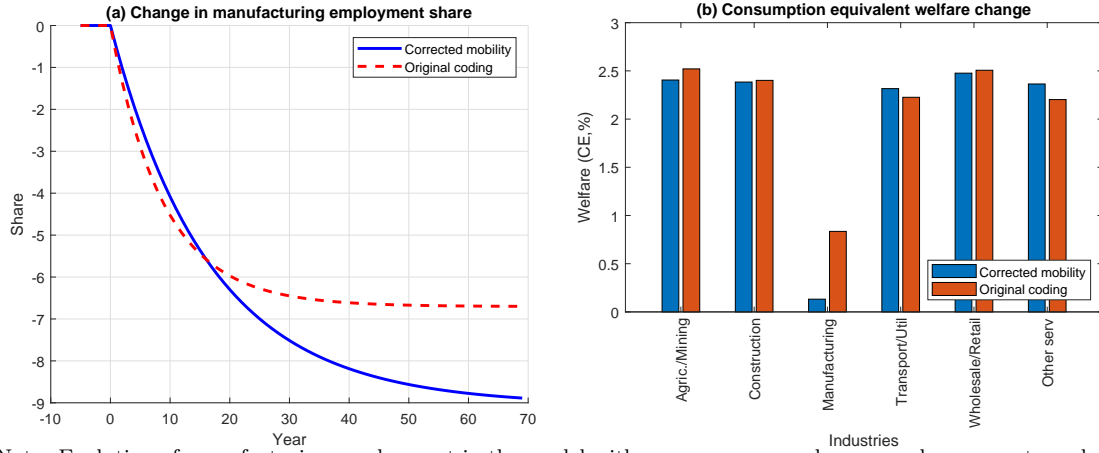 (a) Change in manufacturing employment share
0
-1
-2
-3
-4
-5
-6
-7
-8
-9
Share
-10 0 10 20 30 40 50 60 70
Year
Corrected mobility
Original coding
(b) Consumption equivalent welfare change
3
2.5
2
1.5
1
0.5
0
Welfare (CE,%)
Corrected mobility
Original coding
Agric./Mining
Construction
Manufacturing
Transport/Util
Wholesale/Retail
Other serv
Industries